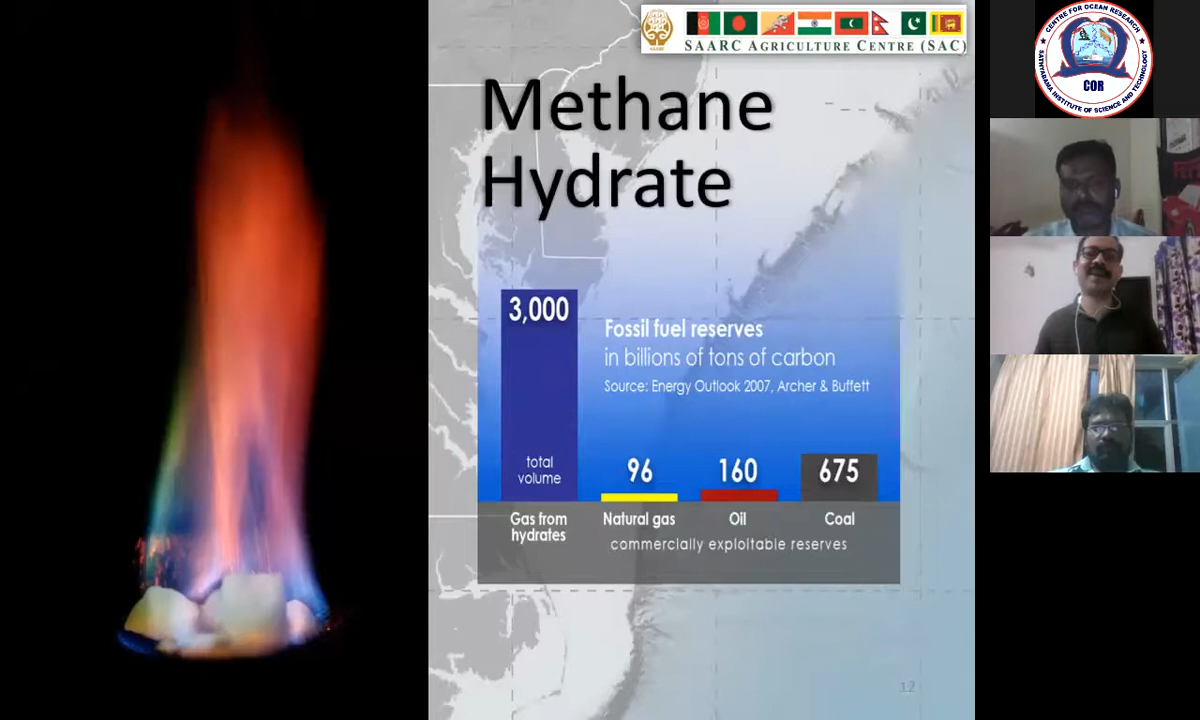 SAARC
SAARC AGRICULTURE CENTRE (SAC)
Methane
Hydrate
3,000
Fossil fuel reserves
in billions of tons of carbon
Source: Energy Outlook 2007, Archer & Buffett
total
volume
96
160
675
Gas from
hydrates
Natural gas
Oil
Coal
commercially exploitable reserves
12
CENTRE FOR OCEAN RESEARCH
COR
SATHYABAMA INSTITUTE OF SCIENCE AND TECHNOLOGY